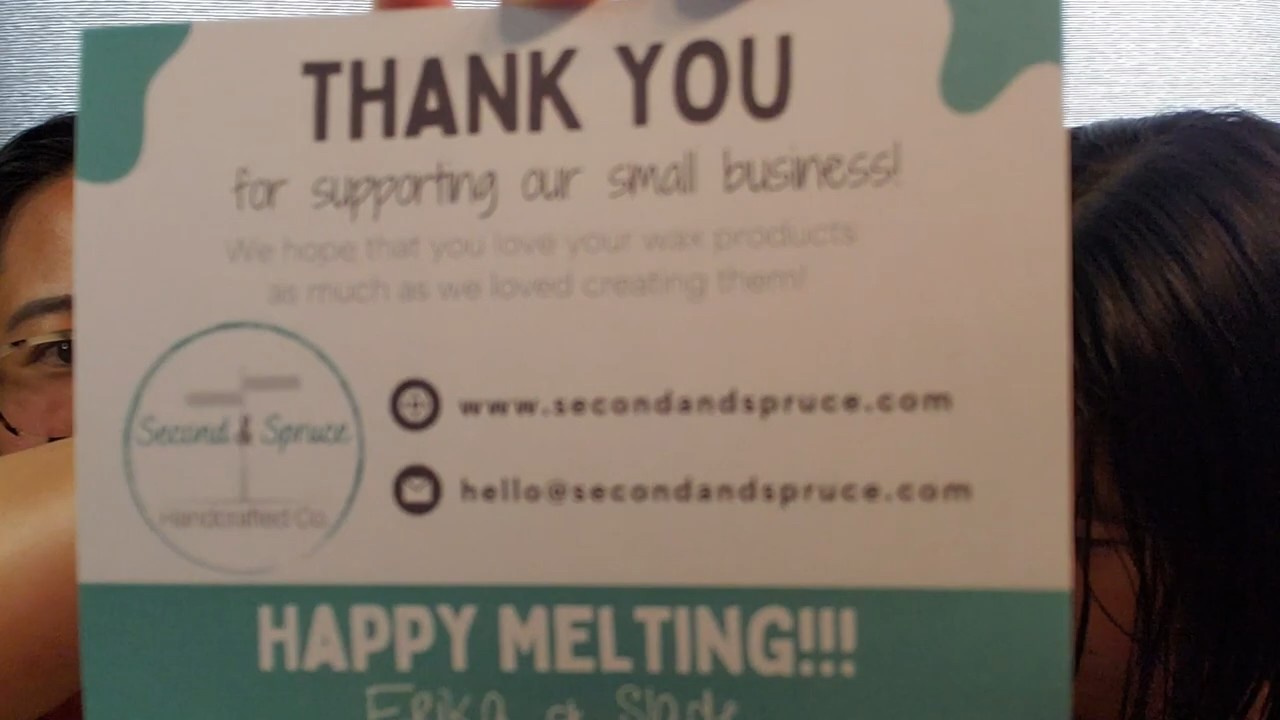 THANK YOU
for supporting our small business!
We hope that you love your wax products
as much as we loved creating them!
Second & Spruce
Handcrafted Co.
www.secondandspruce.com
hello@secondandspruce.com
HAPPY MELTING!!!
Erika